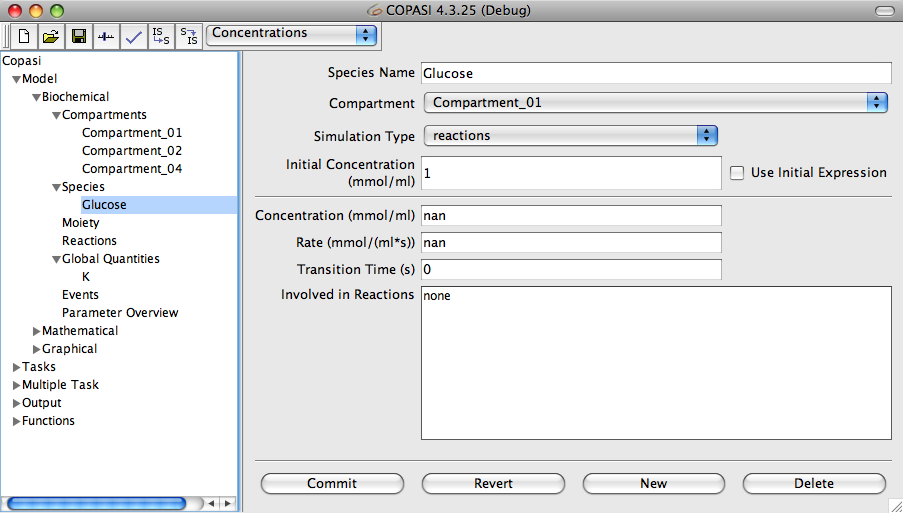 COPASI 4.3.25 (Debug)
IS S Concentrations
S IS
Copasi
Model
Biochemical
Compartments
Compartment_01
Compartment_02
Compartment_04
Species
Glucose
Moiety
Reactions
Global Quantities
K
Events
Parameter Overview
Mathematical
Graphical
Tasks
Multiple Task
Output
Functions
Species Name Glucose
Compartment Compartment_01
Simulation Type reactions
Initial Concentration
(mmol/ml) 1 Use Initial Expression
Concentration (mmol/ml) nan
Rate (mmol/(ml*s)) nan
Transition Time (s) 0
Involved in Reactions none
Commit Revert New Delete